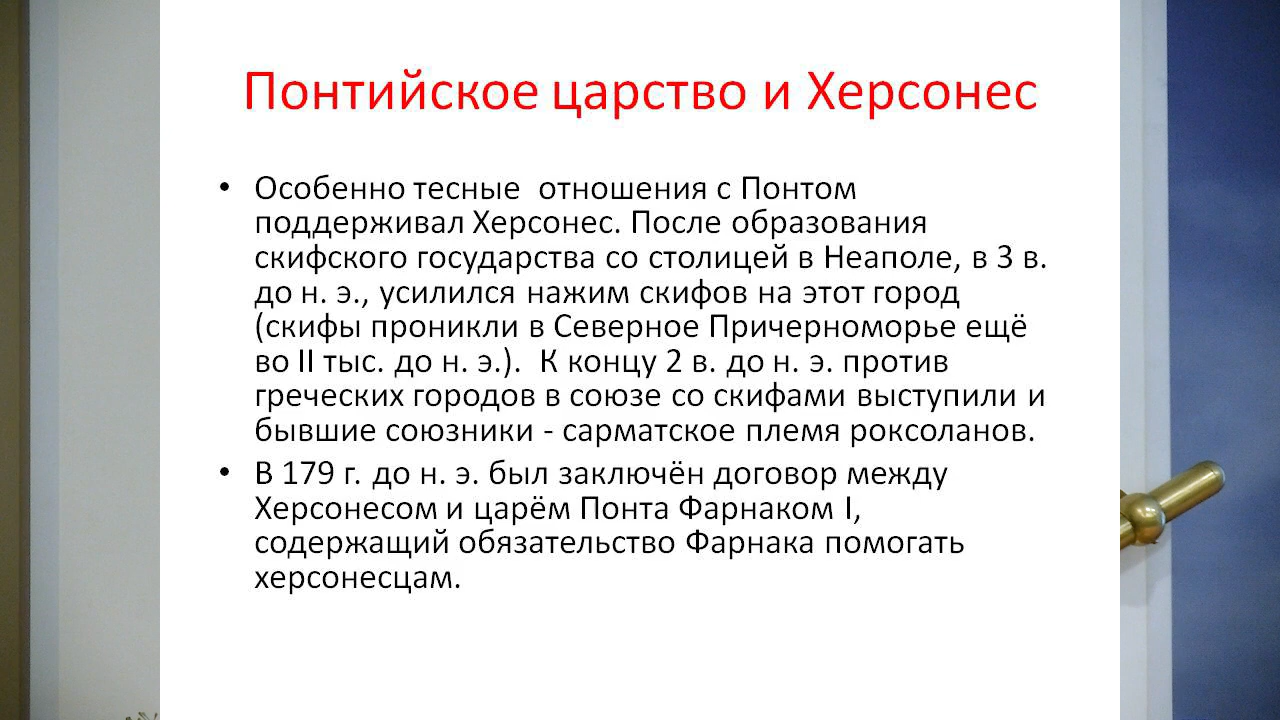 Понтийское царство и Херсонес
• Особенно тесные  отношения с Понтом
поддерживал Херсонес. После образования
скифского государства со столицей в Неаполе, в 3 в.
до н. э., усилился нажим скифов на этот город
(скифы проникли в Северное Причерноморье ещё
во II тыс. до н. э.).  К концу 2 в. до н. э. против
греческих городов в союзе со скифами выступили и
бывшие союзники - сарматское племя роксоланов.
• В 179 г. до н. э. был заключён договор между
Херсонесом и царём Понта Фарнаком I,
содержащий обязательство Фарнака помогать
херсонесцам.